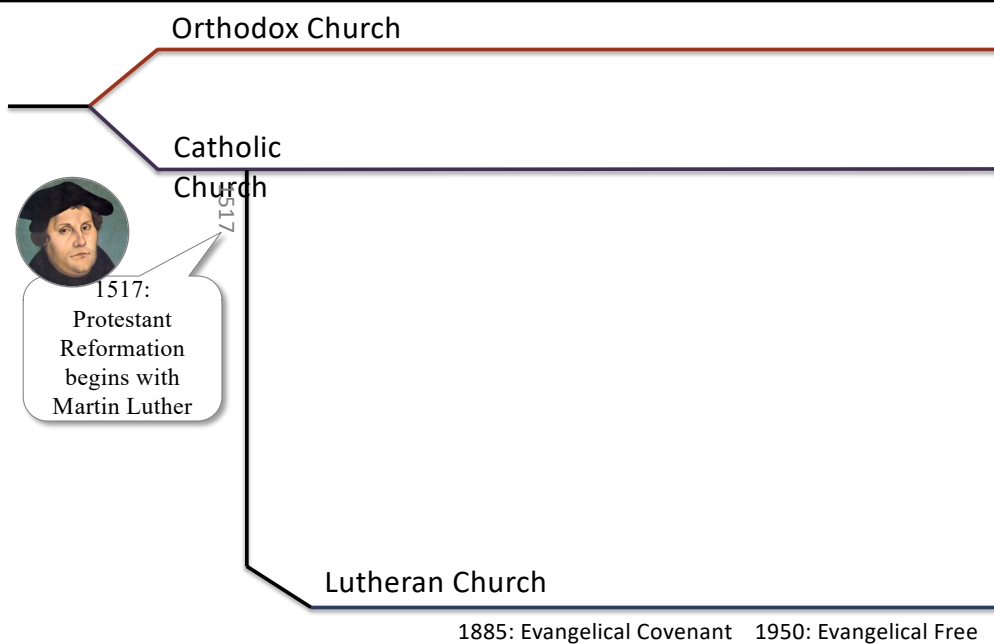 Orthodox Church
Catholic
Church
1517
1517:
Protestant
Reformation
begins with
Martin Luther
Lutheran Church
1885: Evangelical Covenant 1950: Evangelical Free